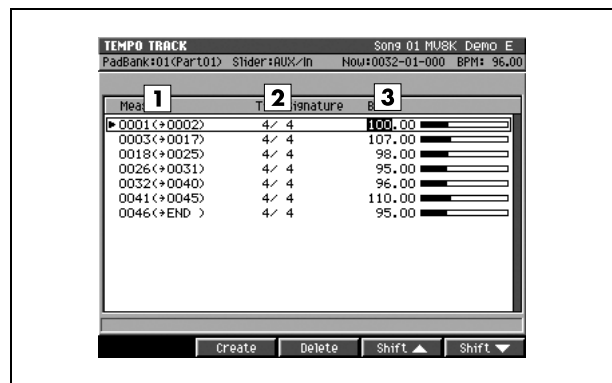 TEMPO TRACK Song 01 MV8K Demo E
PadBank:01(Part01) Slider:AUX/In Now:0032-01-000 BPM: 96.00
1 2 3
0001(→0002) 4/ 4 100.00
0003(→0017) 4/ 4 107.00
0018(→0025) 4/ 4 98.00
0026(→0031) 4/ 4 95.00
0032(→0040) 4/ 4 96.00
0041(→0045) 4/ 4 110.00
0046(→END ) 4/ 4 95.00
Create Delete Shift ▲ Shift ▼